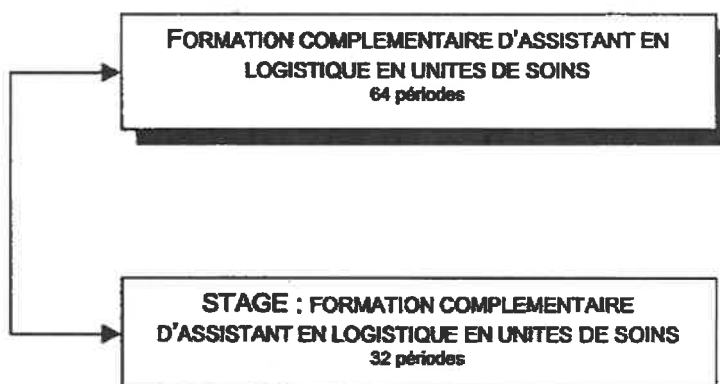 FORMATION COMPLEMENTAIRE D'ASSISTANT EN
LOGISTIQUE EN UNITES DE SOINS
64 périodes
STAGE : FORMATION COMPLEMENTAIRE
D'ASSISTANT EN LOGISTIQUE EN UNITES DE SOINS
32 périodes